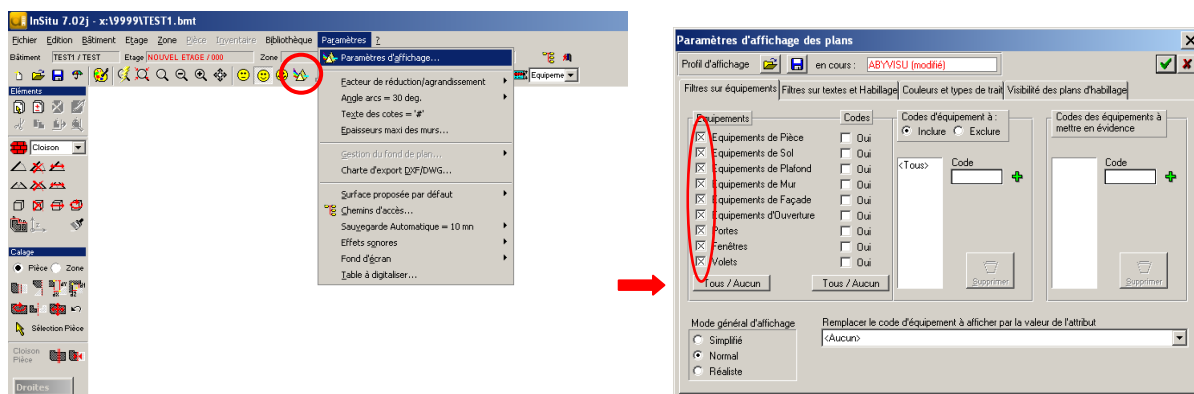 InSitu 7.02j - x:\9999\TEST1.bmt
Fichier Edition Bâtiment Etage Zone Pièce Inventaire Bibliothèque Paramètres ?
Bâtiment TEST1 / TEST Etage NOUVEL ETAGE / 000 Zone
Equipeme
Eléments
Cloison
Calage
Pièce Zone
Sélection Pièce
Cloison
Pièce
Droites
Paramètres d'affichage...
Facteur de réduction/agrandissement
Angle arcs = 30 deg.
Texte des cotes = '#'
Epaisseurs maxi des murs...
Gestion du fond de plan...
Charte d'export DXF/DWG...
Surface proposée par défaut
Chemins d'accès...
Sauvegarde Automatique = 10 mn
Effets sonores
Fond d'écran
Table à digitaliser...
Paramètres d'affichage des plans
Profil d'affichage en cours : ABYVISU (modifié)
Filtres sur équipements Filtres sur textes et Habillage Couleurs et types de trait Visibilité des plans d'habillage
Equipements Codes
Equipements de Pièce Oui
Equipements de Sol Oui
Equipements de Plafond Oui
Equipements de Mur Oui
Equipements de Façade Oui
Equipements d'Ouverture Oui
Portes Oui
Fenêtres Oui
Volets Oui
Tous / Aucun Tous / Aucun
Codes d'équipement à :
Inclure Exclure
<Tous> Code
Supprimer
Codes des équipements à
mettre en évidence
Code
Supprimer
Mode général d'affichage
Simplifié
Normal
Réaliste
Remplacer le code d'équipement à afficher par la valeur de l'attribut
<Aucun>